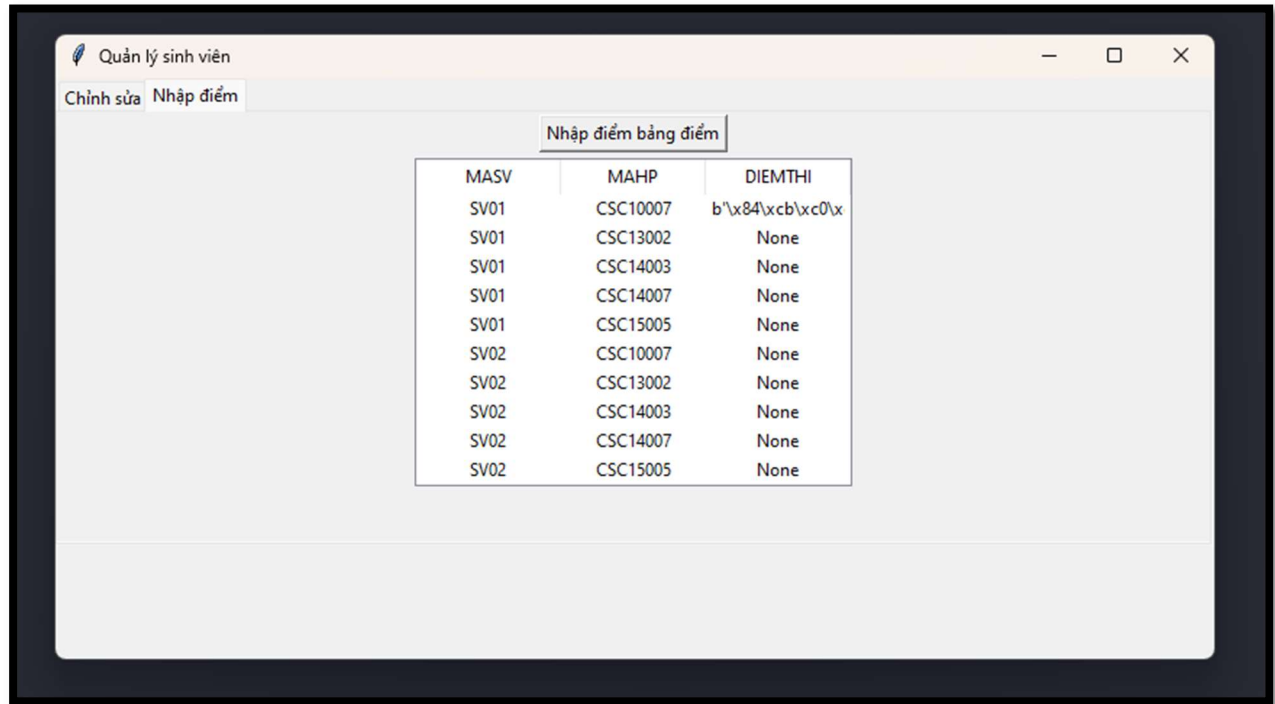 Quản lý sinh viên
Chỉnh sửa Nhập điểm
Nhập điểm bảng điểm
MASV MAHP DIEMTHI
SV01 CSC10007 b'\x84\xcb\xc0\x
SV01 CSC13002 None
SV01 CSC14003 None
SV01 CSC14007 None
SV01 CSC15005 None
SV02 CSC10007 None
SV02 CSC13002 None
SV02 CSC14003 None
SV02 CSC14007 None
SV02 CSC15005 None